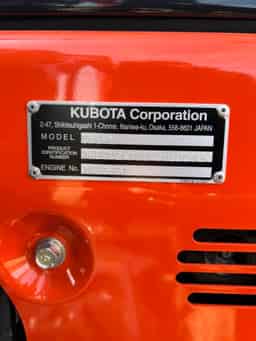 KUBOTA Corporation
2-47, Shikitsuhigashi 1-Chome, Naniwa-ku, Osaka, 556-8601 JAPAN
MODEL
PRODUCT
IDENTIFICATION
NUMBER
ENGINE No.